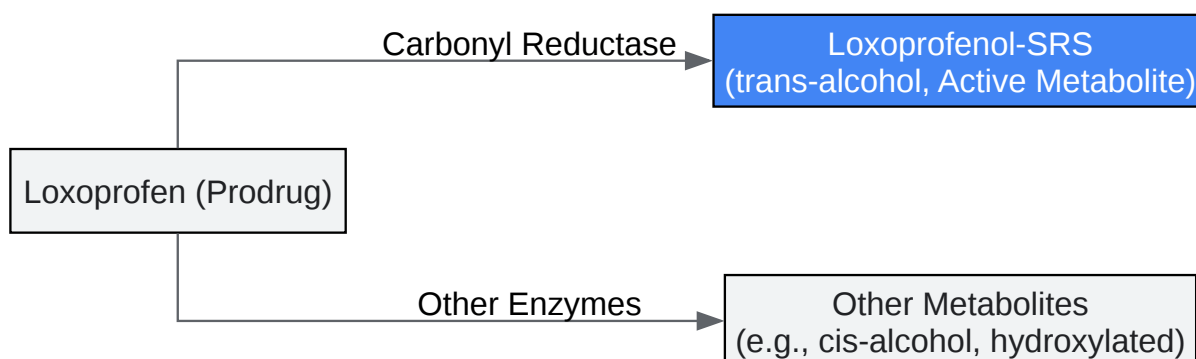 Carbonyl Reductase
Loxoprofenol-SRS
(trans-alcohol, Active Metabolite)
Loxoprofen (Prodrug)
Other Enzymes
Other Metabolites
(e.g., cis-alcohol, hydroxylated)